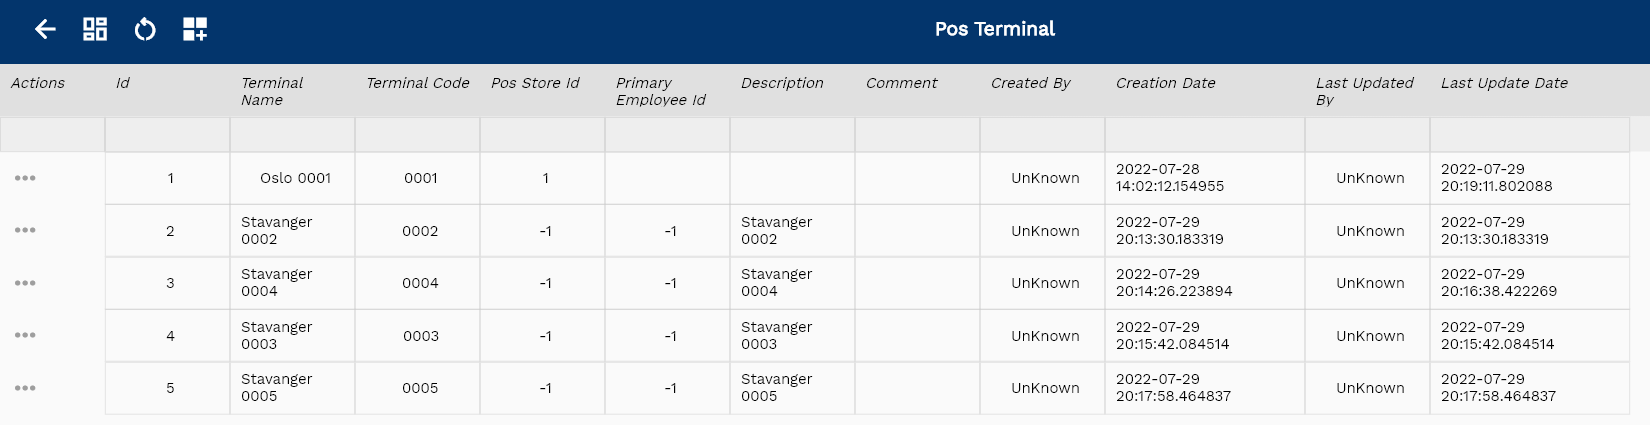 Pos Terminal
Actions Id Terminal Name Terminal Code Pos Store Id Primary Employee Id Description Comment Created By Creation Date Last Updated By Last Update Date
1 Oslo 0001 0001 1 UnKnown 2022-07-28 14:02:12.154955 UnKnown 2022-07-29 20:19:11.802088
2 Stavanger 0002 0002 -1 -1 Stavanger 0002 UnKnown 2022-07-29 20:13:30.183319 UnKnown 2022-07-29 20:13:30.183319
3 Stavanger 0004 0004 -1 -1 Stavanger 0004 UnKnown 2022-07-29 20:14:26.223894 UnKnown 2022-07-29 20:16:38.422269
4 Stavanger 0003 0003 -1 -1 Stavanger 0003 UnKnown 2022-07-29 20:15:42.084514 UnKnown 2022-07-29 20:15:42.084514
5 Stavanger 0005 0005 -1 -1 Stavanger 0005 UnKnown 2022-07-29 20:17:58.464837 UnKnown 2022-07-29 20:17:58.464837